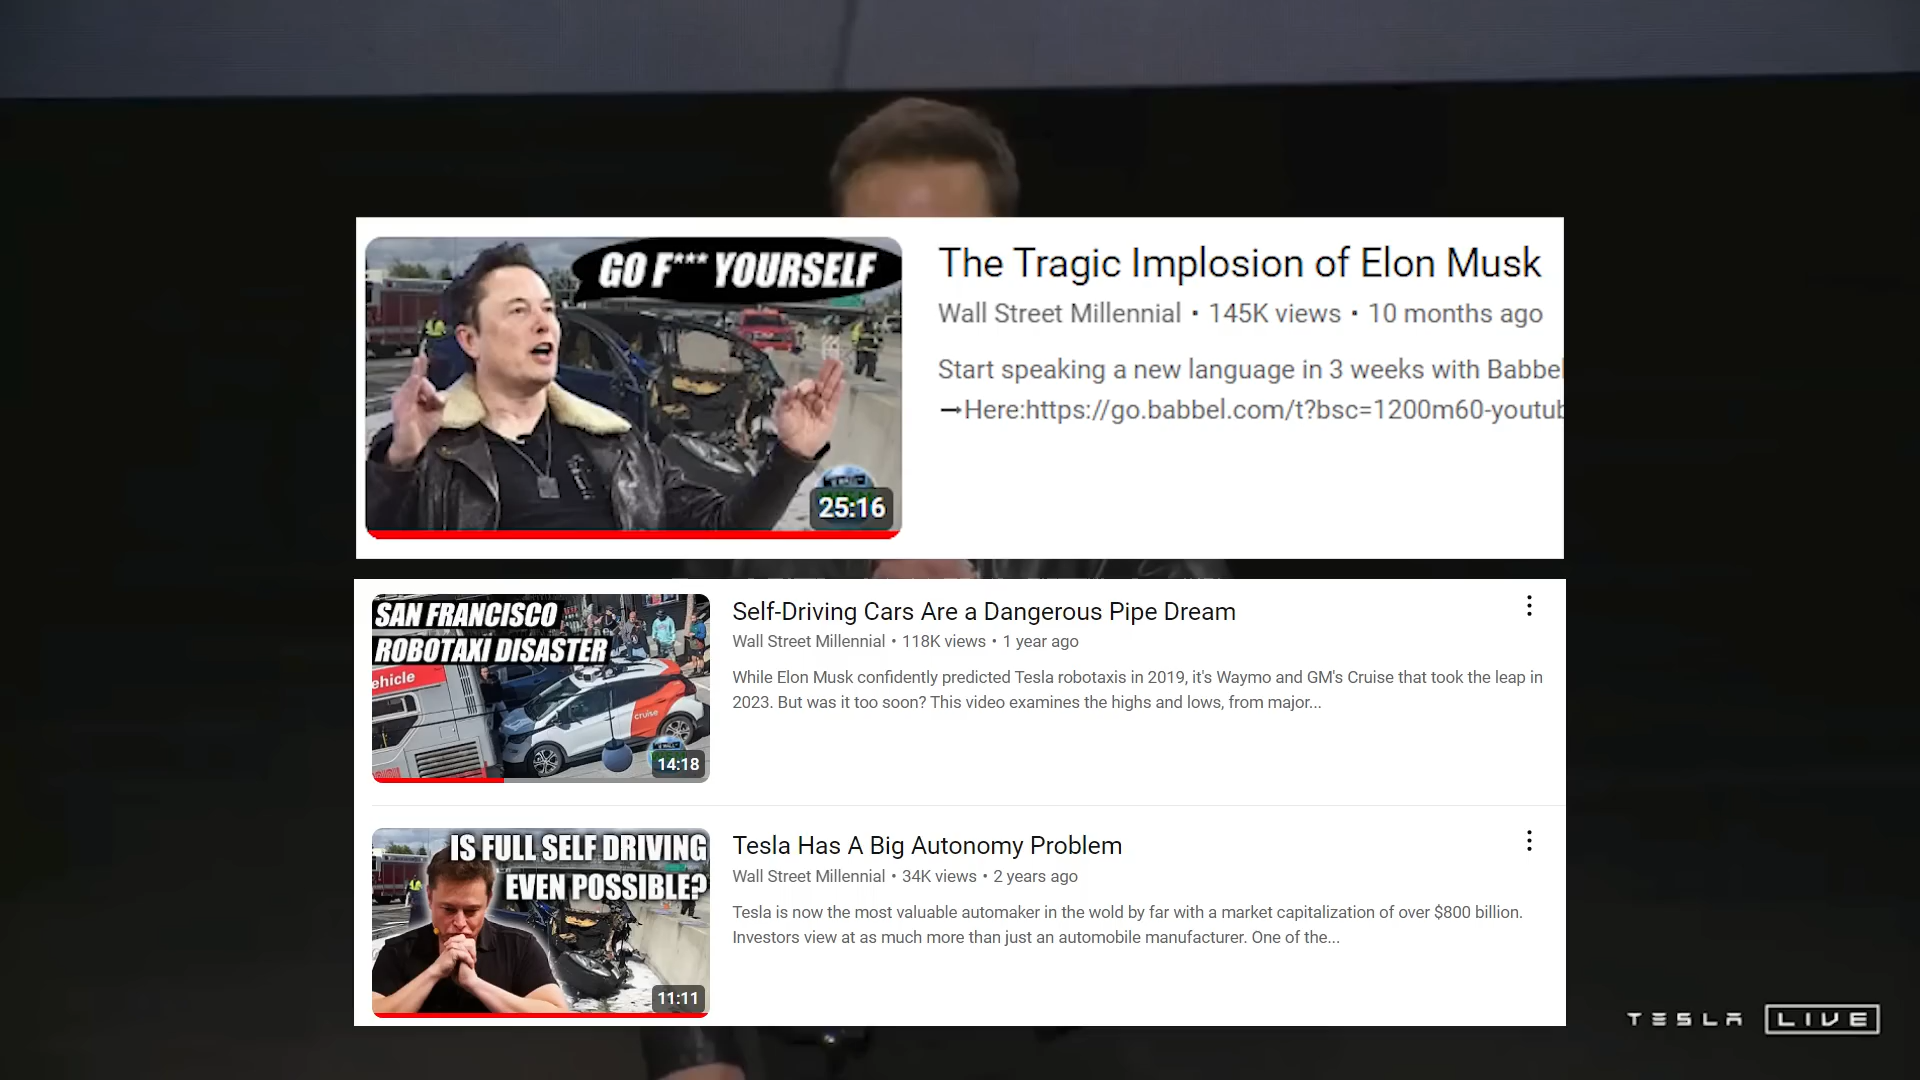 GO F*** YOURSELF
25:16
The Tragic Implosion of Elon Musk
Wall Street Millennial • 145K views • 10 months ago
Start speaking a new language in 3 weeks with Babbel
➞Here:https://go.babbel.com/t?bsc=1200m60-youtub
SAN FRANCISCO
ROBOTAXI DISASTER
ehicle
cruise
14:18
Self-Driving Cars Are a Dangerous Pipe Dream
Wall Street Millennial • 118K views • 1 year ago
While Elon Musk confidently predicted Tesla robotaxis in 2019, it's Waymo and GM's Cruise that took the leap in
2023. But was it too soon? This video examines the highs and lows, from major...
IS FULL SELF DRIVING
EVEN POSSIBLE?
11:11
Tesla Has A Big Autonomy Problem
Wall Street Millennial • 34K views • 2 years ago
Tesla is now the most valuable automaker in the wold by far with a market capitalization of over $800 billion.
Investors view at as much more than just an automobile manufacturer. One of the...
TESLA LIVE